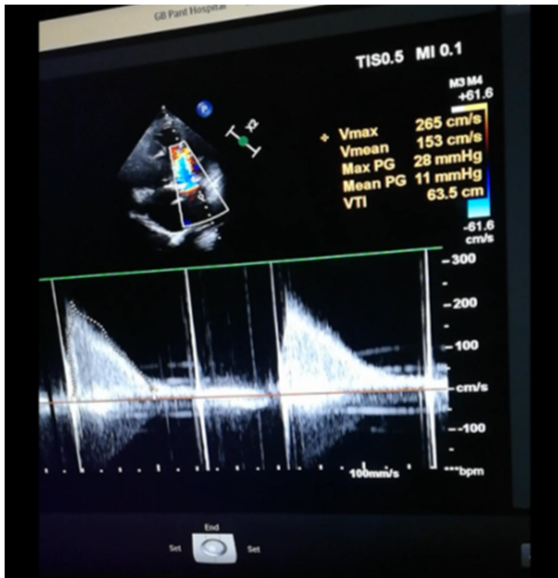 GB Pant Hospital
TIS0.5 MI 0.1
M3 M4
+61.6
P
X2
+ Vmax 265 cm/s
Vmean 153 cm/s
Max PG 28 mmHg
Mean PG 11 mmHg
VTI 63.5 cm
-61.6
cm/s
-300
-200
-100
-cm/s
--100
100mm/s
***bpm
End
Set Set